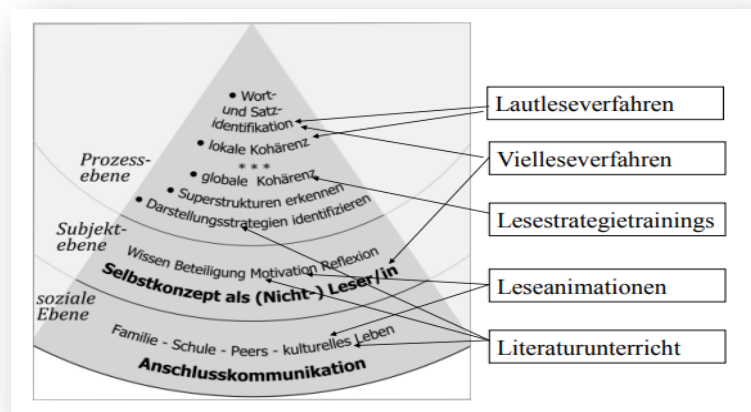 • Wort-
und Satz-
identifikation
• lokale Kohärenz
* * *
• globale Kohärenz
• Superstrukturen erkennen
• Darstellungsstrategien identifizieren
Prozess-
ebene
Wissen Beteiligung Motivation Reflexion
Selbstkonzept als (Nicht-) Leser/in
Subjekt-
ebene
Familie - Schule - Peers - kulturelles Leben
Anschlusskommunikation
soziale
Ebene
Lautleseverfahren
Vielleseverfahren
Lesestrategietrainings
Leseanimationen
Literaturunterricht